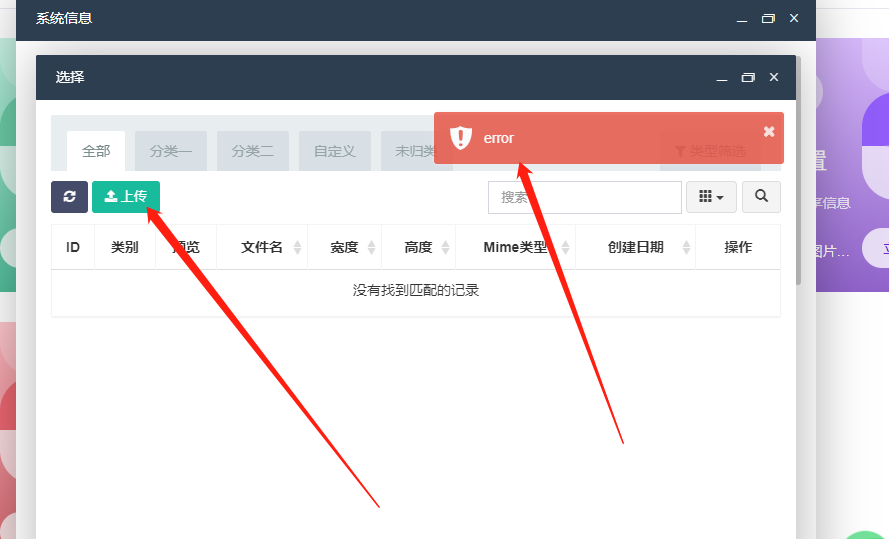 系统信息
选择
error
全部 分类一 分类二 自定义 未归类 类型筛选
置
上传 搜索
享信息
ID 类别 预览 文件名 宽度 高度 Mime类型 创建日期 操作
图片...
没有找到匹配的记录